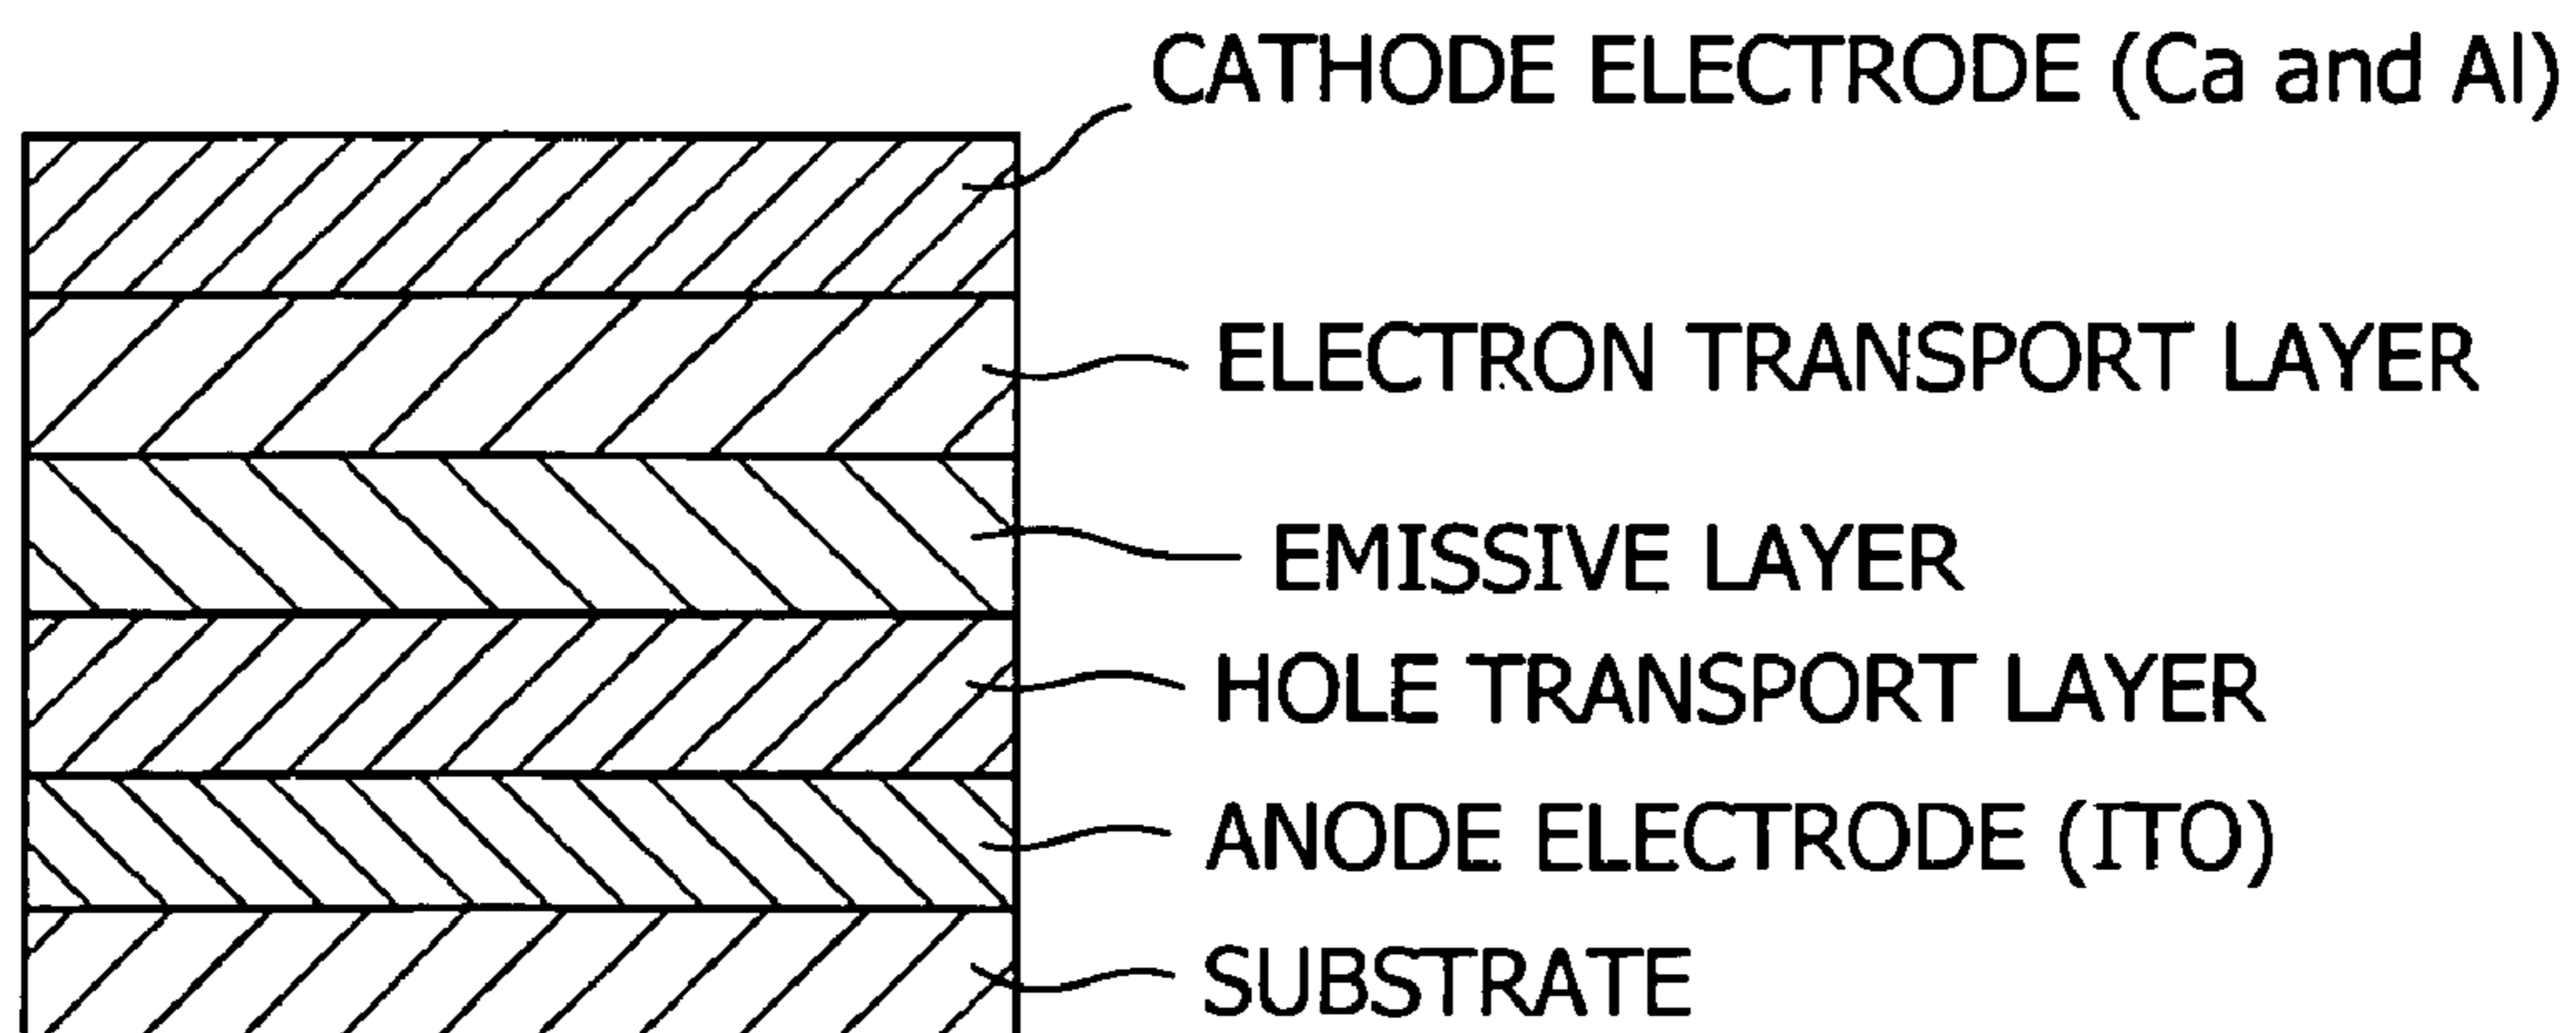 CATHODE ELECTRODE (Ca and Al)
ELECTRON TRANSPORT LAYER
EMISSIVE LAYER
HOLE TRANSPORT LAYER
ANODE ELECTRODE (ITO)
SUBSTRATE